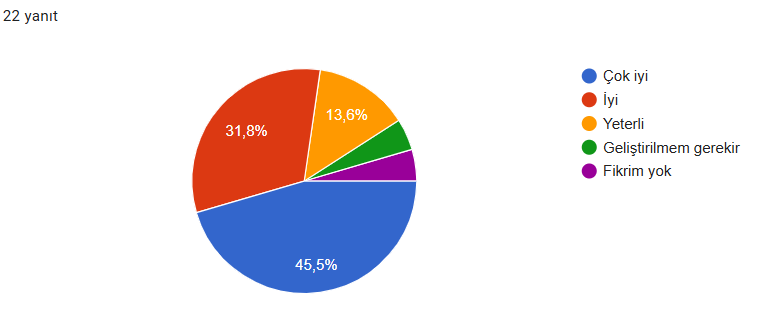 22 yanıt
Çok iyi
İyi
Yeterli
Geliştirilmem gerekir
Fikrim yok
13,6%
31,8%
45,5%